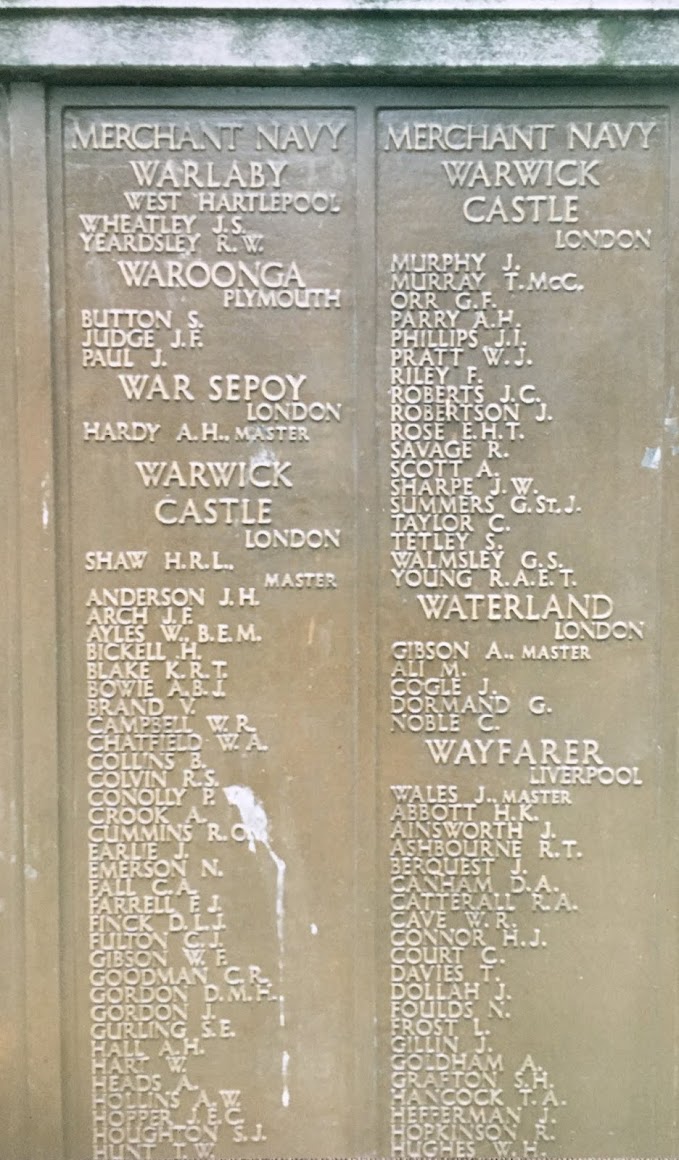 MERCHANT NAVY
WARLABY
WEST HARTLEPOOL
WHEATLEY J.S.
YEARDSLEY R.W.
WAROONGA
PLYMOUTH
BUTTON S.
JUDGE J.F.
PAUL J.
WAR SEPOY
LONDON
HARDY A.H., MASTER
WARWICK
CASTLE
LONDON
SHAW H.R.L.,
MASTER
ANDERSON J.H.
ARCH J.F.
AYLES W., B.E.M.
BICKELL H.
BLAKE K.R.T.
BOWIE A.B.J.
BRAND V.
CAMPBELL W.R.
CHATFIELD W.A.
COLLINS B.
COLVIN R.S.
CONOLLY P.
CROOK A.
CUMMINS R.O.
EARLIE J.
EMERSON N.
FALL C.A.
FARRELL F.J.
FINCK D.L.J.
FULTON C.J.
GIBSON W.F.
GOODMAN C.R.
GORDON D.M.H.
GORDON J.
GURLING S.E.
HALL A.H.
HART W.
HEADS A.
HOLLINS A.W.
HOPPER J.E.C.
HOUGHTON S.J.
HUNT T.W.
MERCHANT NAVY
WARWICK
CASTLE
LONDON
MURPHY J.
MURRAY T.McC.
ORR G.F.
PARRY A.H.
PHILLIPS J.I.
PRATT W.J.
RILEY F.
ROBERTS J.C.
ROBERTSON J.
ROSE E.H.T.
SAVAGE R.
SCOTT A.
SHARPE J.W.
SUMMERS G.ST.J.
TAYLOR C.
TETLEY S.
WALMSLEY G.S.
YOUNG R.A.E.T.
WATERLAND
LONDON
GIBSON A., MASTER
ALI M.
COGLE J.
DORMAND G.
NOBLE C.
WAYFARER
LIVERPOOL
WALES J., MASTER
ABBOTT H.K.
AINSWORTH J.
ASHBOURNE R.T.
BERQUEST J.
CANHAM D.A.
CATTERALL R.A.
CAVE W.R.
CONNOR H.J.
COURT C.
DAVIES T.
DOLLAH J.
FOULDS N.
FROST L.
GILLIN J.
GOLDHAM A.
GRAFTON S.H.
HANCOCK T.A.
HEFFERMAN J.
HOPKINSON R.
HUGHES W.H.